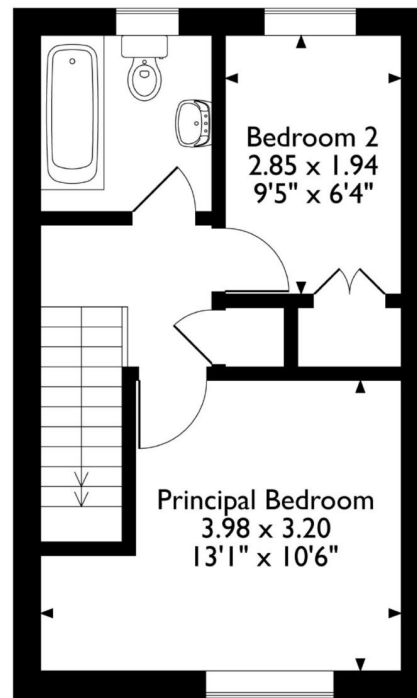 Bedroom 2
2.85 x 1.94
9'5" x 6'4"
Principal Bedroom
3.98 x 3.20
13'1" x 10'6"